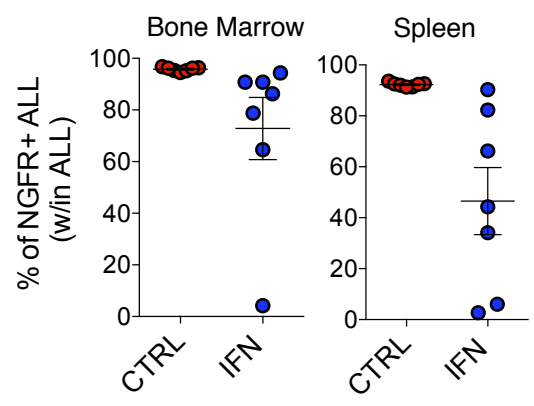 Bone Marrow
Spleen
% of NGFR+ ALL
(w/in ALL)
100
80
60
40
20
0
CTRL
IFN
100
80
60
40
20
0
CTRL
IFN